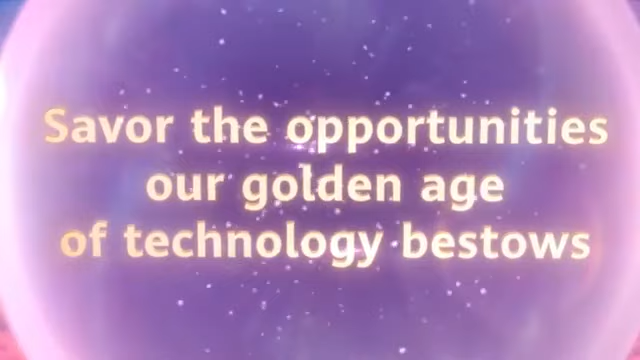 Savor the opportunities
our golden age
of technology bestows